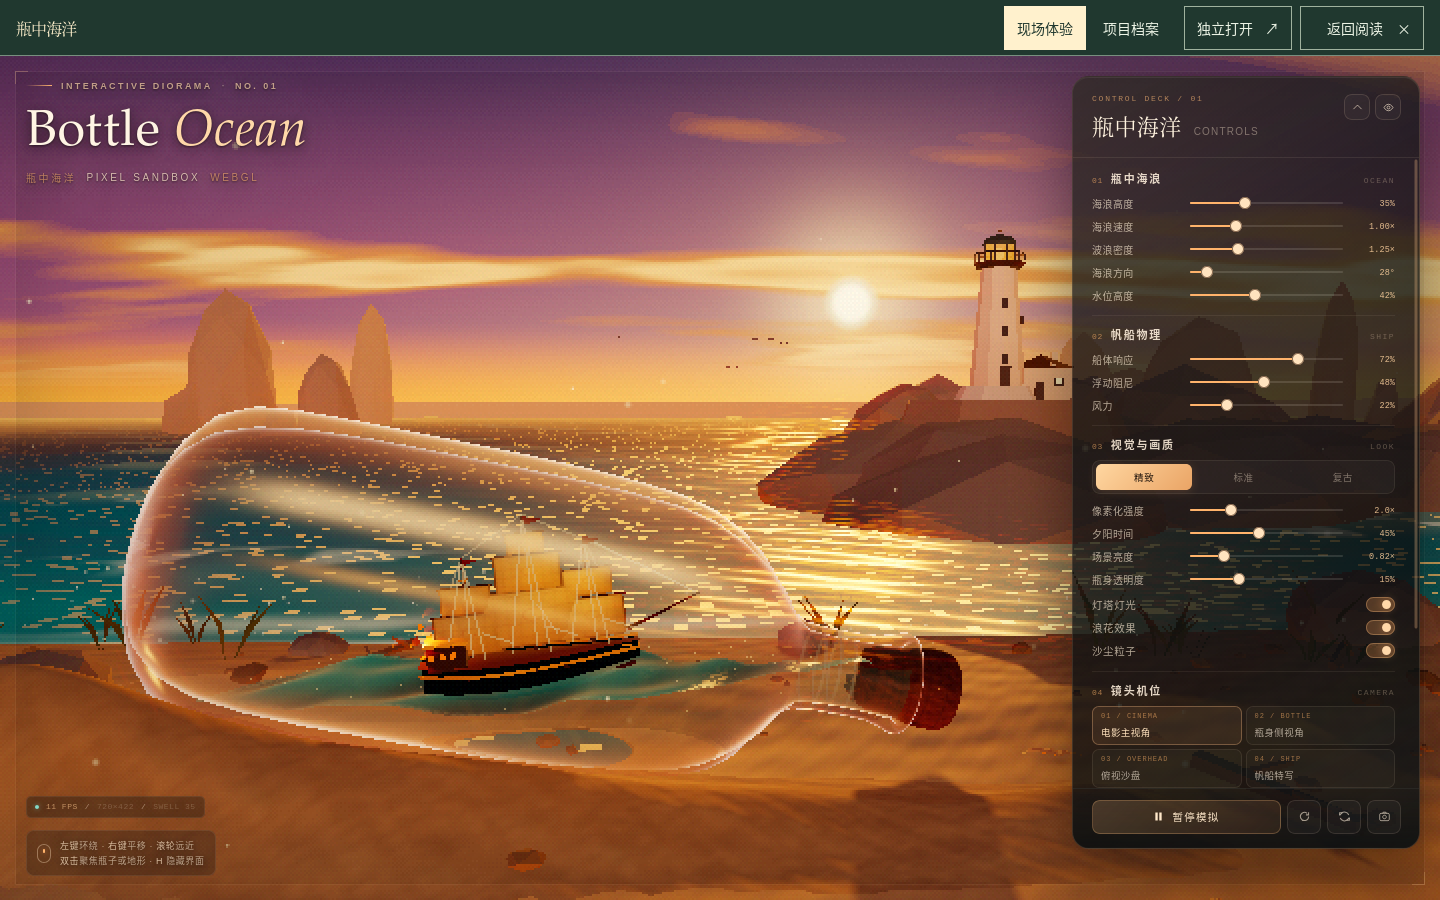 瓶中海洋
现场体验 项目档案 独立打开 ↗ 返回阅读 ×
INTERACTIVE DIORAMA · NO. 01
Bottle Ocean
瓶中海洋 PIXEL SANDBOX WEBGL
CONTROL DECK / 01
瓶中海洋 CONTROLS
01 瓶中海浪 OCEAN
海浪高度 35%
海浪速度 1.00×
波浪密度 1.25×
海浪方向 28°
水位高度 42%
02 帆船物理 SHIP
船体响应 72%
浮动阻尼 48%
风力 22%
03 视觉与画质 LOOK
精致 标准 复古
像素化强度 2.0×
夕阳时间 45%
场景亮度 0.82×
瓶身透明度 15%
灯塔灯光
浪花效果
沙尘粒子
04 镜头机位 CAMERA
01 / CINEMA
电影主视角
02 / BOTTLE
瓶身侧视角
03 / OVERHEAD
俯视沙盘
04 / SHIP
帆船特写
暂停模拟
11 FPS / 720×422 / SWELL 35
左键环绕 · 右键平移 · 滚轮远近
双击聚焦瓶子或地形 · H 隐藏界面